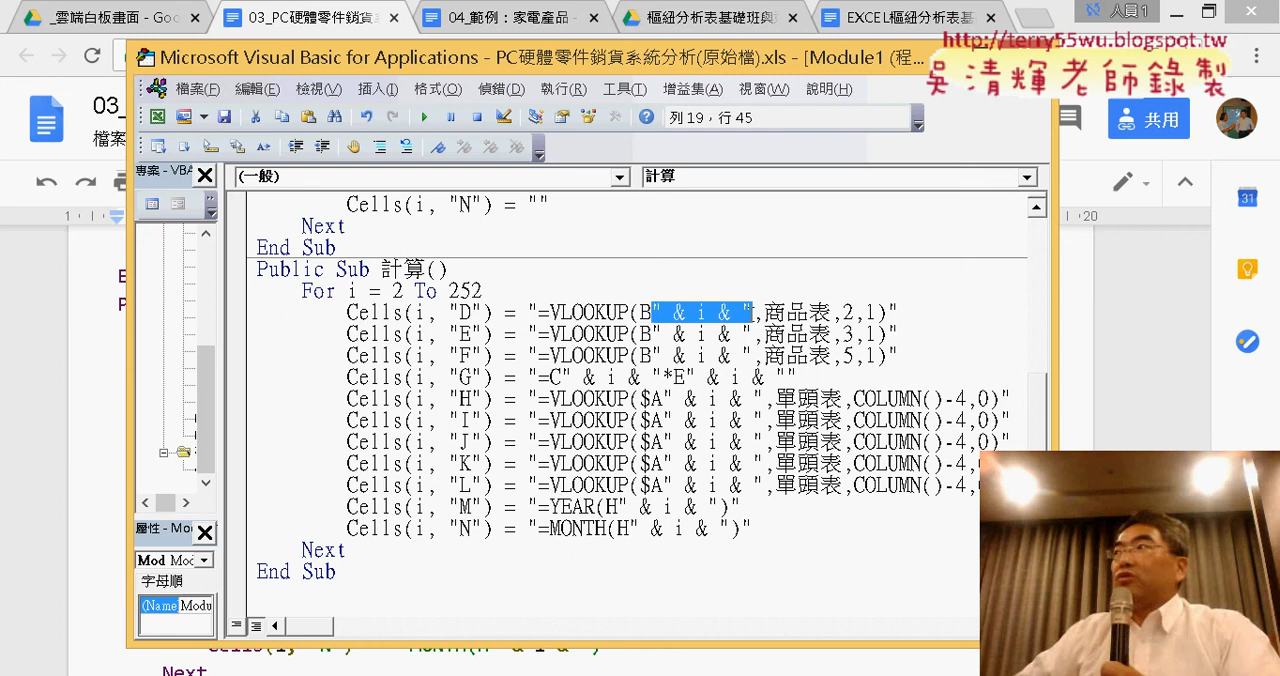 _雲端白板畫面 - Goo
03_PC硬體零件銷貨
04_範例：家電產品 -
樞紐分析表基礎班與
EXCEL樞紐分析表基
人員1
http://terry55wu.blogspot.tw
吳清輝老師錄製
Microsoft Visual Basic for Applications - PC硬體零件銷貨系統分析(原始檔).xls - [Module1 (程...
檔案(F) 編輯(E) 檢視(V) 插入(I) 格式(O) 偵錯(D) 執行(R) 工具(T) 增益集(A) 視窗(W) 說明(H)
03_
檔案
列 19，行 45
共用
專案 - VBA
(一般)
計算
1
20
31
Cells(i, "N") = ""
Next
End Sub
Public Sub 計算()
For i = 2 To 252
Cells(i, "D") = "=VLOOKUP(B" & i & ",商品表,2,1)"
Cells(i, "E") = "=VLOOKUP(B" & i & ",商品表,3,1)"
Cells(i, "F") = "=VLOOKUP(B" & i & ",商品表,5,1)"
Cells(i, "G") = "=C" & i & "*E" & i & ""
Cells(i, "H") = "=VLOOKUP($A" & i & ",單頭表,COLUMN()-4,0)"
Cells(i, "I") = "=VLOOKUP($A" & i & ",單頭表,COLUMN()-4,0)"
Cells(i, "J") = "=VLOOKUP($A" & i & ",單頭表,COLUMN()-4,0)"
Cells(i, "K") = "=VLOOKUP($A" & i & ",單頭表,COLUMN()-4,
Cells(i, "L") = "=VLOOKUP($A" & i & ",單頭表,COLUMN()-4,
Cells(i, "M") = "=YEAR(H" & i & ")"
Cells(i, "N") = "=MONTH(H" & i & ")"
Next
End Sub
屬性 - Mod
Mod Moc
字母順
(Name Modu
Next